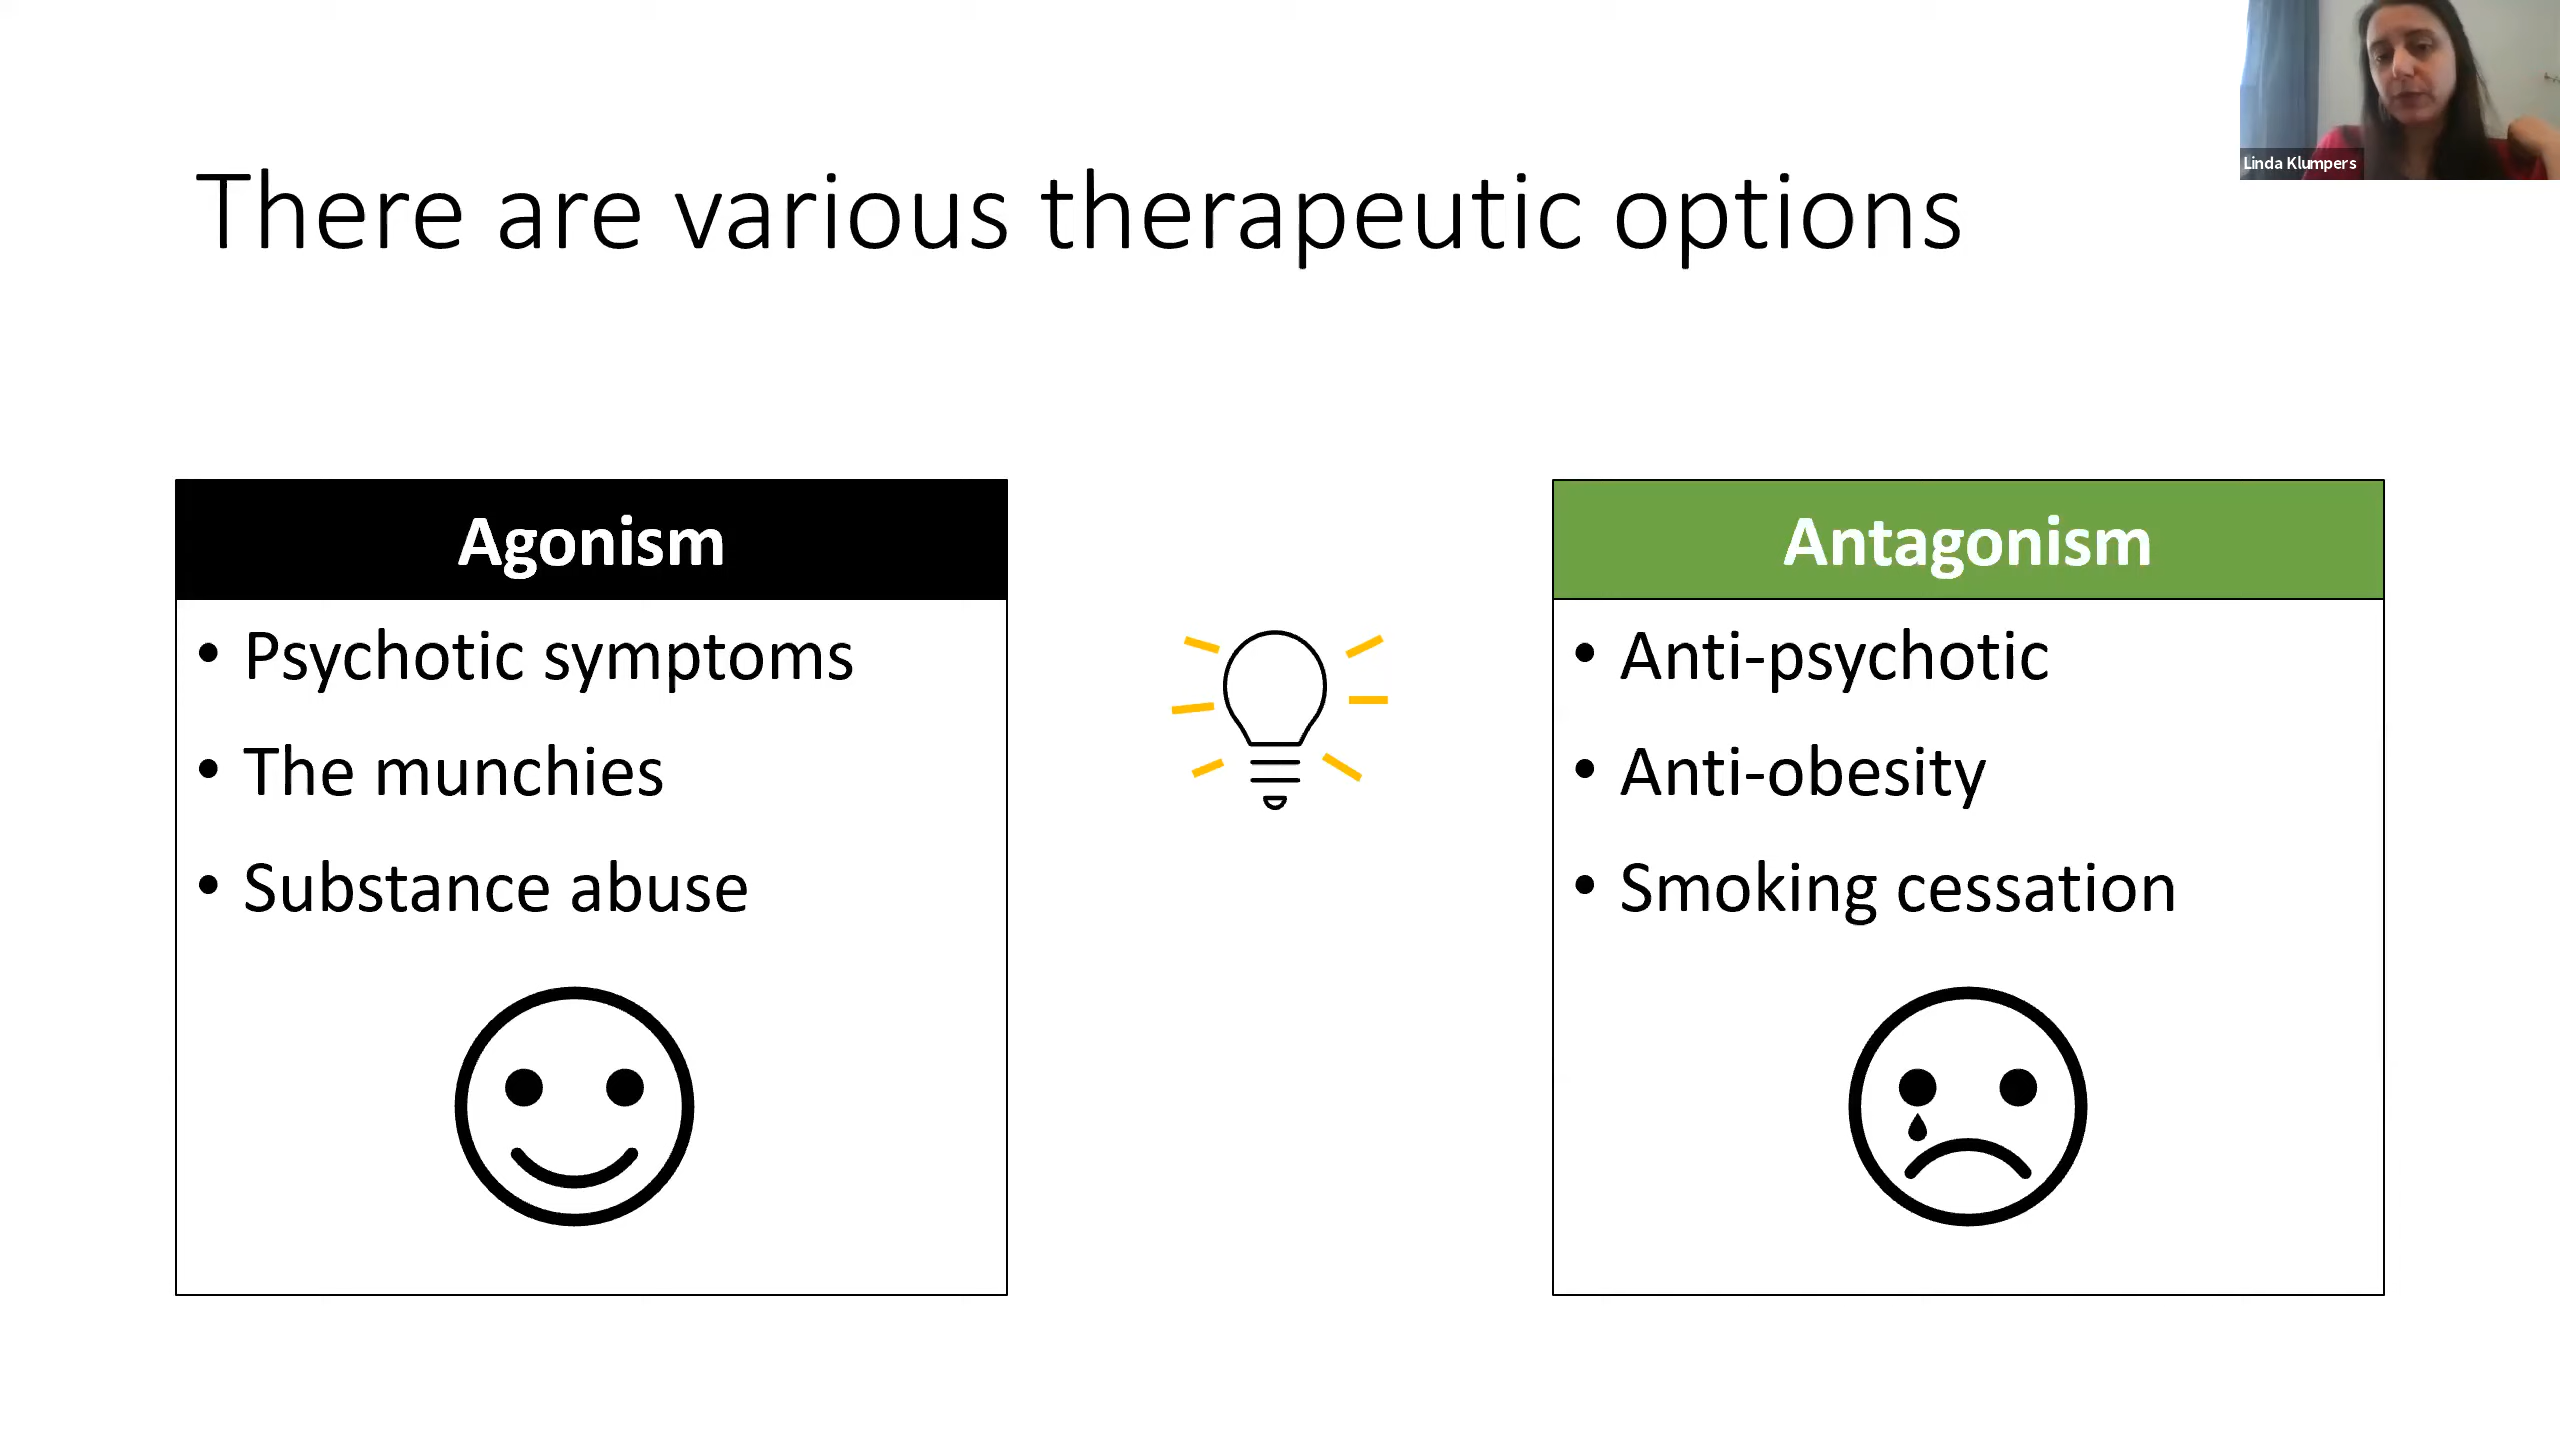 Linda Klumpers
There are various therapeutic options
Agonism
• Psychotic symptoms
• The munchies
• Substance abuse
Antagonism
• Anti-psychotic
• Anti-obesity
• Smoking cessation